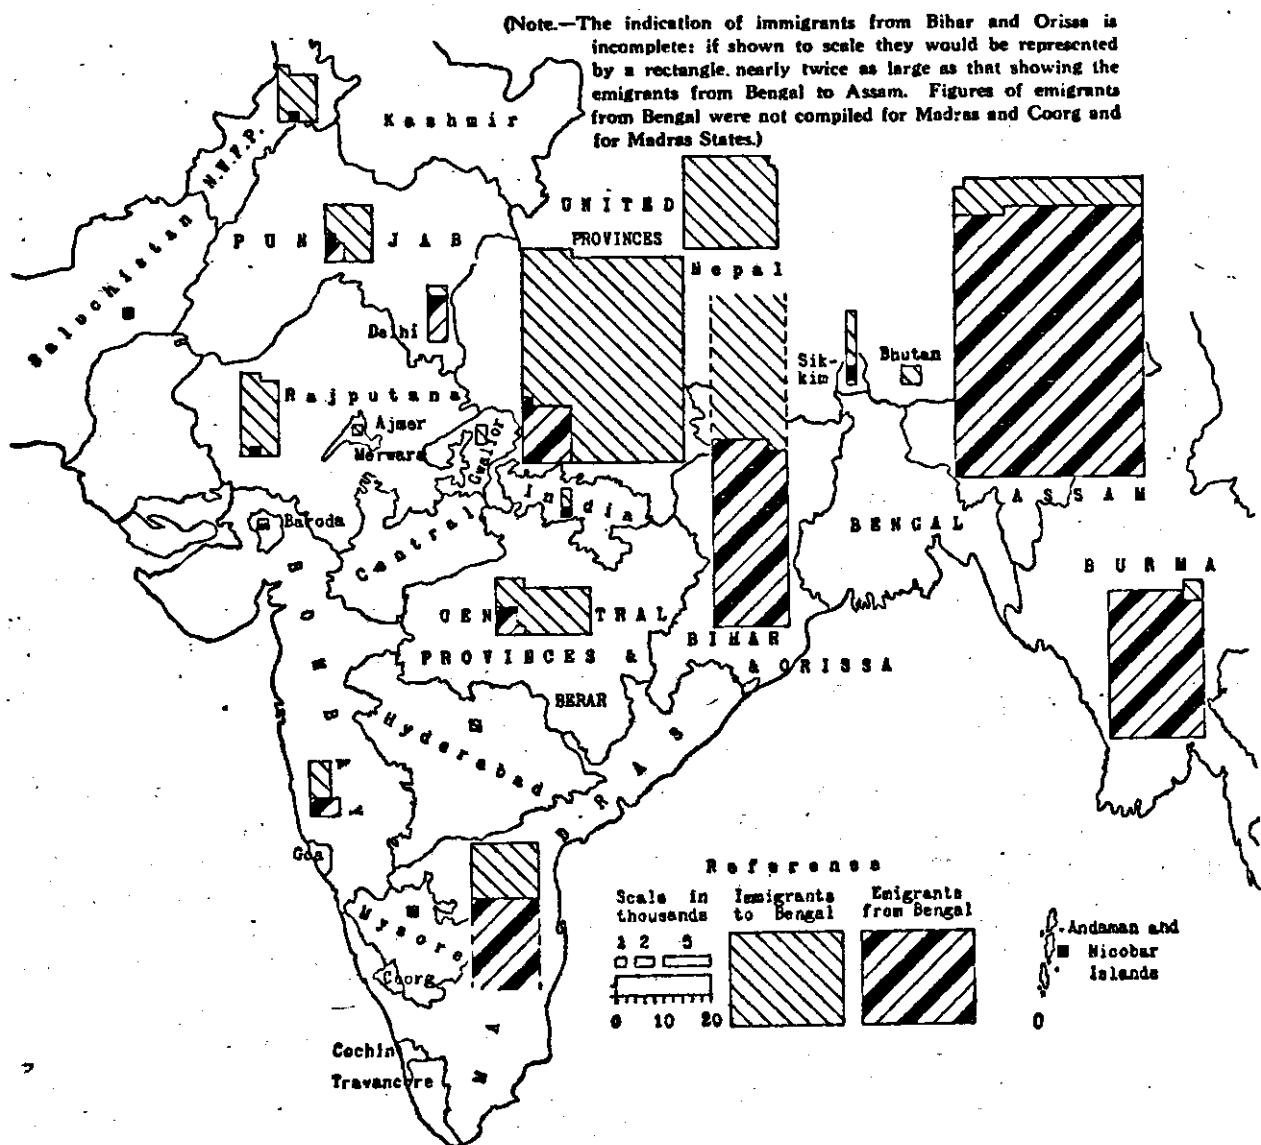 (Note.—The indication of immigrants from Bihar and Orissa is
incomplete: if shown to scale they would be represented
by a rectangle nearly twice as large as that showing the
emigrants from Bengal to Assam. Figures of emigrants
from Bengal were not compiled for Madras and Coorg and
for Madras States.)
Kashmir
N.W.F.P.
Baluchistan
PUNJAB
UNITED
PROVINCES
Nepal
Delhi
Sik-
kim
Bhutan
Rajputana
Ajmer
Merwara
Gwalior
Central India
Baroda
ASSAM
BENGAL
BURMA
BOMBAY
CENTRAL
PROVINCES &
BERAR
BIHAR
& ORISSA
Hyderabad
MADRAS
Goa
Mysore
Coorg
Cochin
Travancore
Reference
Scale in
thousands
1 2 5
0 10 20
Immigrants
to Bengal
Emigrants
from Bengal
Andaman and
Nicobar
Islands